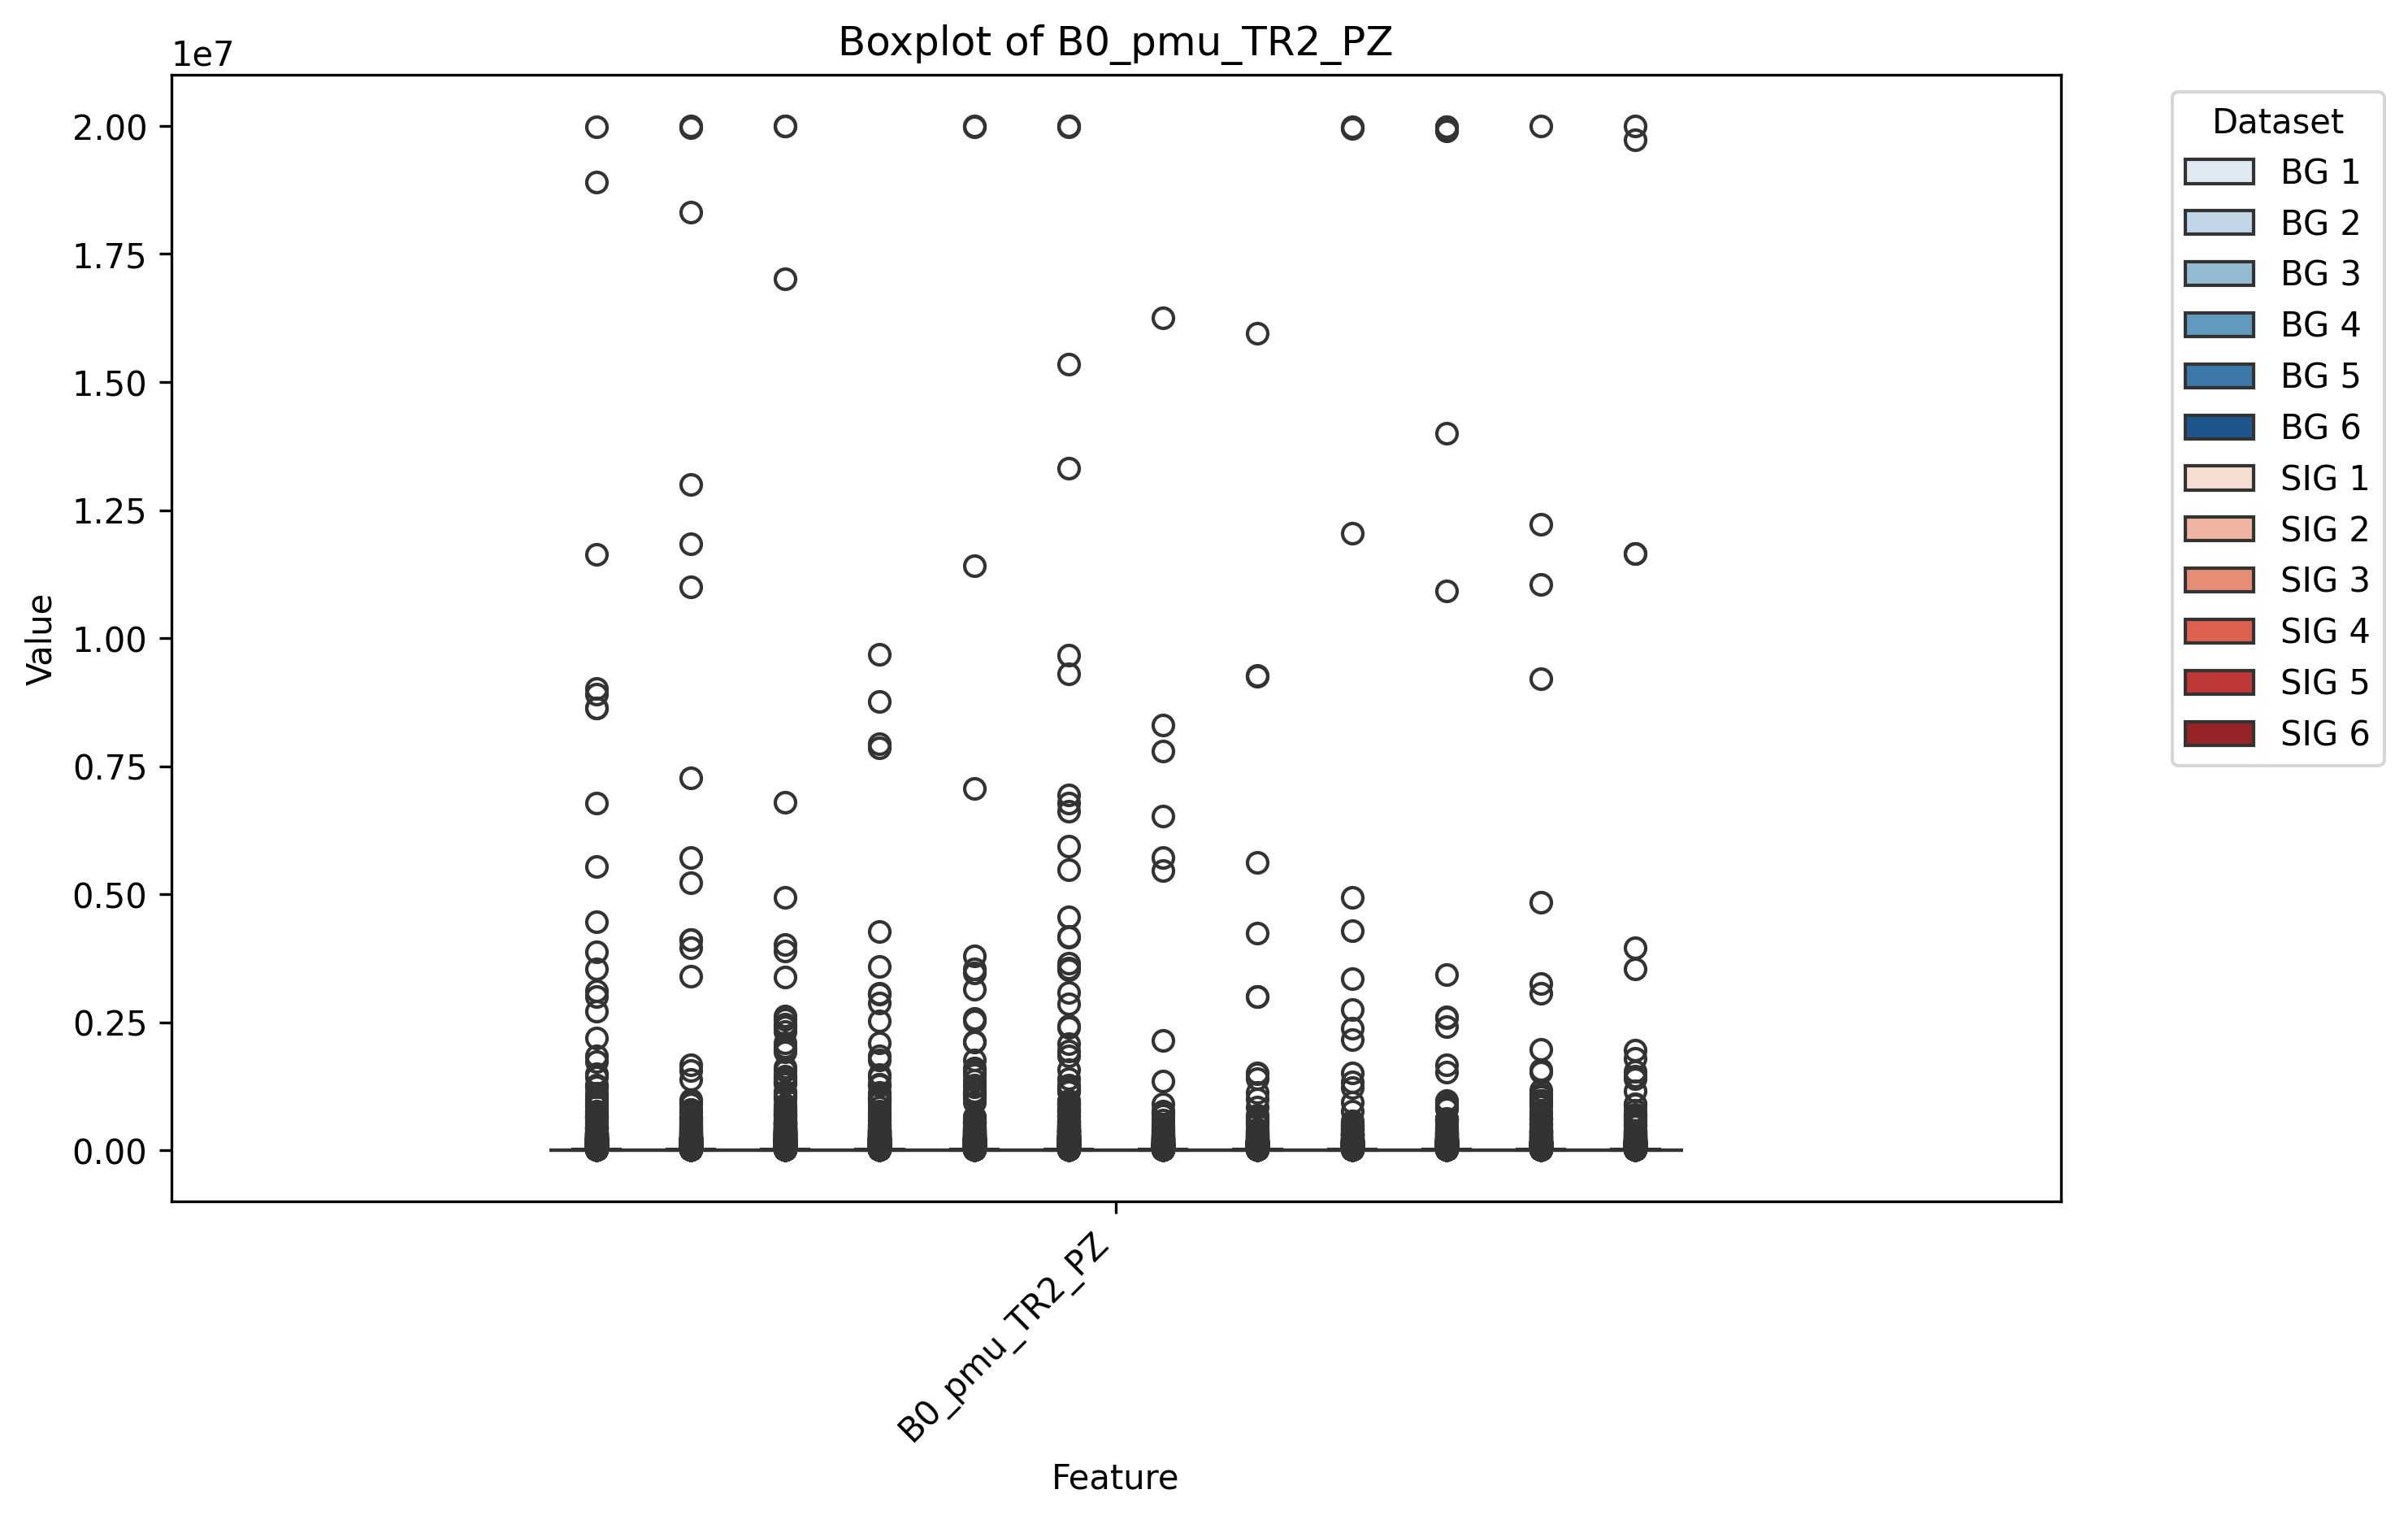 Boxplot of B0_pmu_TR2_PZ
1e7
2.00
1.75
1.50
1.25
1.00
0.75
0.50
0.25
0.00
Value
B0_pmu_TR2_PZ
Feature
Dataset
BG 1
BG 2
BG 3
BG 4
BG 5
BG 6
SIG 1
SIG 2
SIG 3
SIG 4
SIG 5
SIG 6